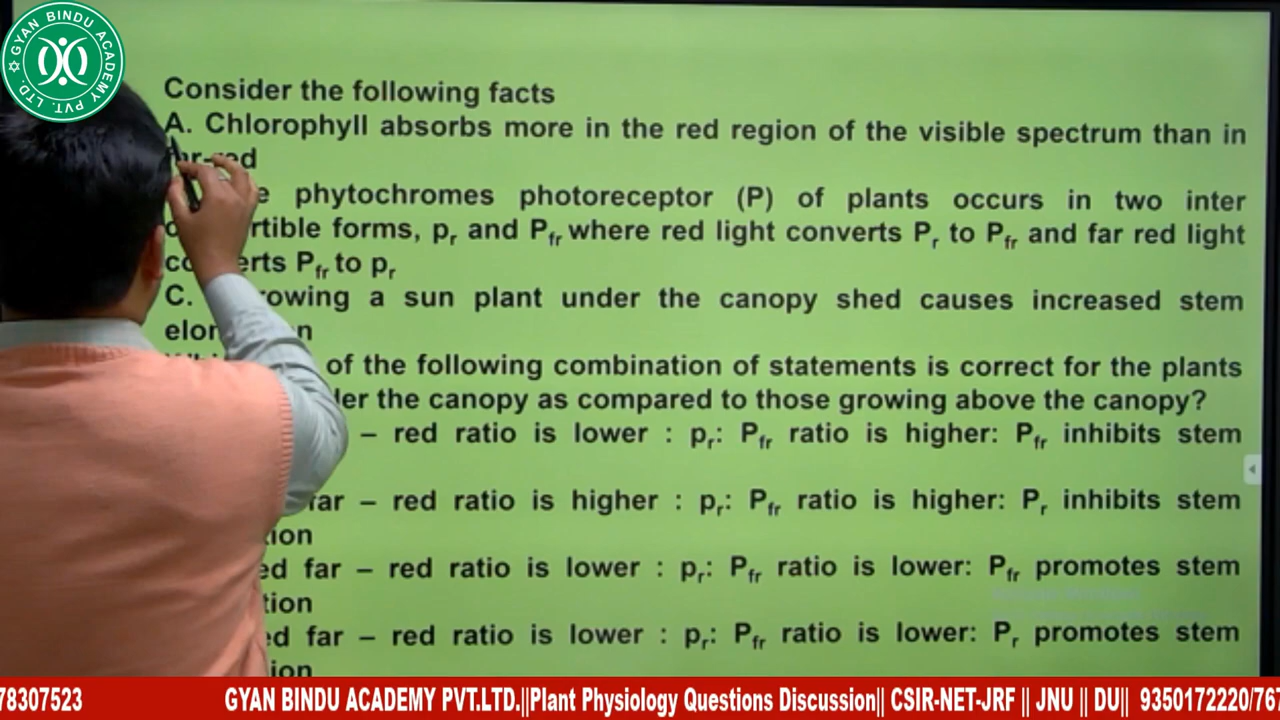 GYAN BINDU ACADEMY PVT. LTD.
Consider the following facts
A. Chlorophyll absorbs more in the red region of the visible spectrum than in
far-red
phytochromes photoreceptor (P) of plants occurs in two inter
rtible forms, pr and Pfr where red light converts Pr to Pfr and far red light
erts Pfr to pr
C. rowing a sun plant under the canopy shed causes increased stem
elon n
of the following combination of statements is correct for the plants
er the canopy as compared to those growing above the canopy?
– red ratio is lower : pr: Pfr ratio is higher: Pfr inhibits stem
far – red ratio is higher : pr: Pfr ratio is higher: Pr inhibits stem
ion
ed far – red ratio is lower : pr: Pfr ratio is lower: Pfr promotes stem
tion
ed far – red ratio is lower : pr: Pfr ratio is lower: Pr promotes stem
ion
78307523 GYAN BINDU ACADEMY PVT.LTD.||Plant Physiology Questions Discussion|| CSIR-NET-JRF || JNU || DU|| 9350172220/767